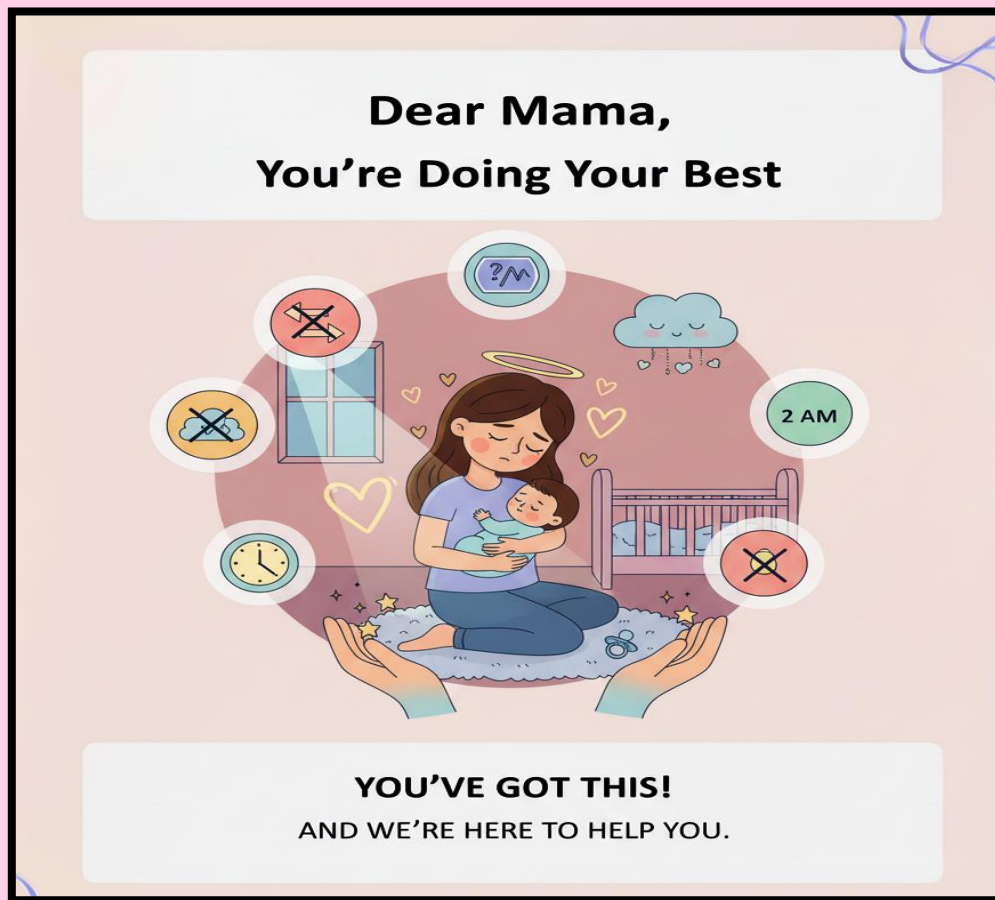 Dear Mama,
You’re Doing Your Best
2 AM
YOU’VE GOT THIS!
AND WE’RE HERE TO HELP YOU.